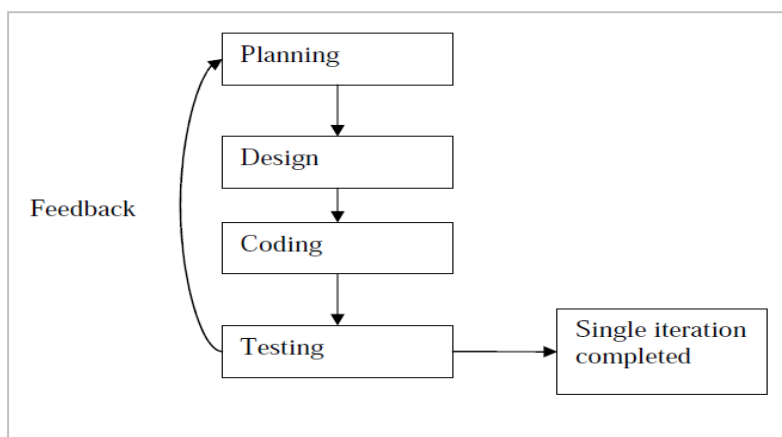 Planning
Design
Feedback
Coding
Testing
Single iteration
completed